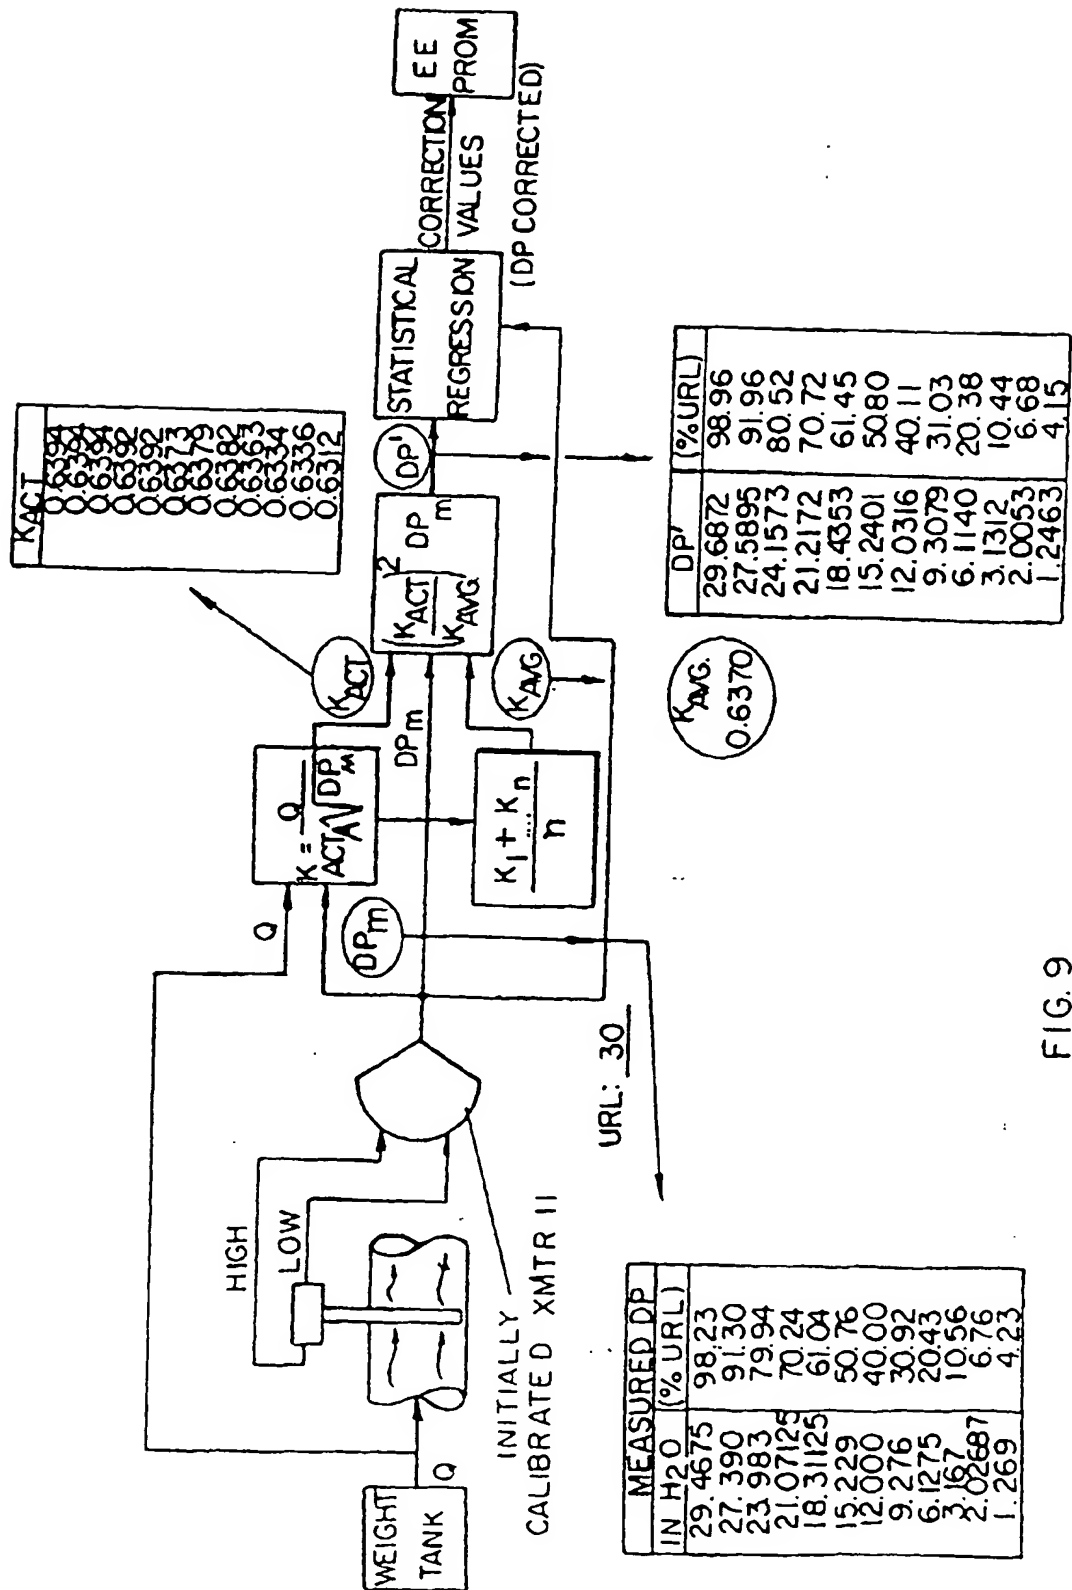 WEIGHT
TANK
Q
HIGH
LOW
INITIALLY
CALIBRATED XMTR 11
Q
K ACT = Q / A√DPM
DPm
DPm
K1 + .... Kn
n
KACT
KAVG
(KACT / KAVG)2 DPm
DP'
STATISTICAL
REGRESSION
CORRECTION
VALUES
(DP CORRECTED)
EE
PROM
KACT
0.6394
0.6384
0.6394
0.6392
0.6392
0.6373
0.6379
0.6382
0.6363
0.6334
0.6336
0.6312
URL: 30
MEASURED DP
IN H2O (% URL)
29.4675 98.23
27.390 91.30
23.983 79.94
21.07125 70.24
18.31125 61.04
15.229 50.76
12.000 40.00
9.276 30.92
6.1275 20.43
3.167 10.56
2.02687 6.76
1.269 4.23
KAVG.
0.6370
DP' (% URL)
29.6872 98.96
27.5895 91.96
24.1573 80.52
21.2172 70.72
18.4353 61.45
15.2401 50.80
12.0316 40.11
9.3079 31.03
6.1140 20.38
3.1312 10.44
2.0053 6.68
1.2463 4.15
FIG. 9